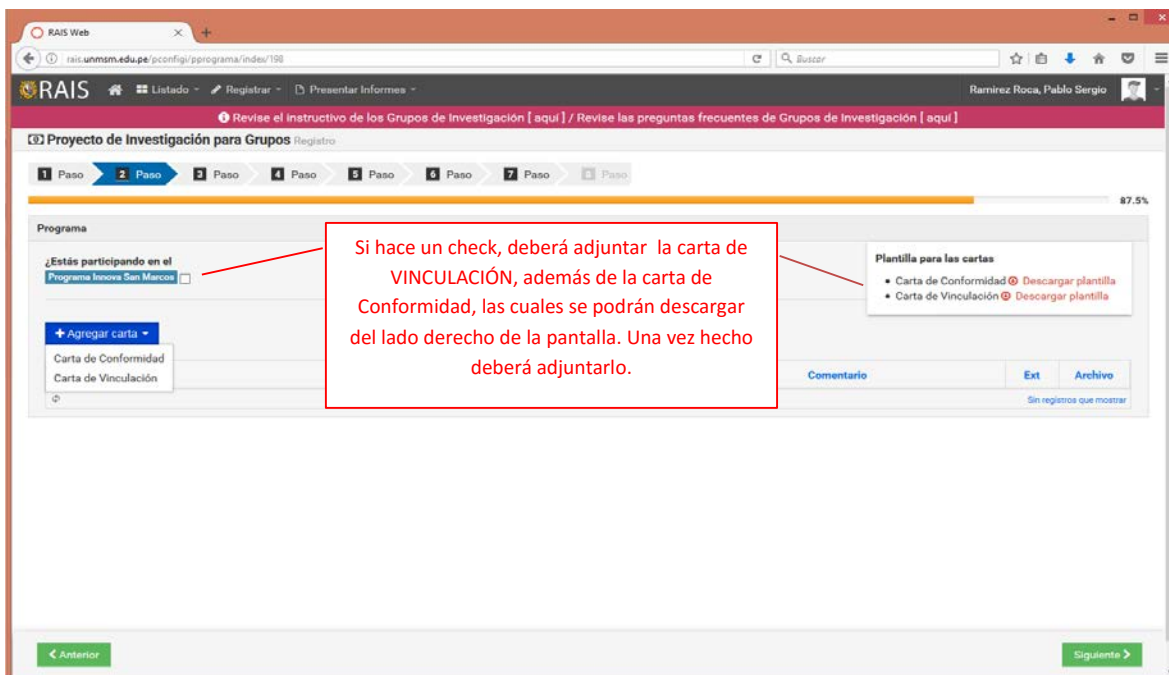 RAIS Web
rais.unmsm.edu.pe/pconfigi/pprograma/index/198
Buscar
RAIS Listado Registrar Presentar Informes Ramirez Roca, Pablo Sergio
Revise el instructivo de los Grupos de Investigación [ aquí ] / Revise las preguntas frecuentes de Grupos de Investigación [ aquí ]
Proyecto de Investigación para Grupos Registro
1 Paso 2 Paso 3 Paso 4 Paso 5 Paso 6 Paso 7 Paso 8 Paso
87.5%
Programa
¿Estás participando en el
Programa Innova San Marcos
Si hace un check, deberá adjuntar la carta de
VINCULACIÓN, además de la carta de
Conformidad, las cuales se podrán descargar
del lado derecho de la pantalla. Una vez hecho
deberá adjuntarlo.
Plantilla para las cartas
Carta de Conformidad Descargar plantilla
Carta de Vinculación Descargar plantilla
Agregar carta
Carta de Conformidad
Carta de Vinculación
Comentario Ext Archivo
Sin registros que mostrar
Anterior Siguiente